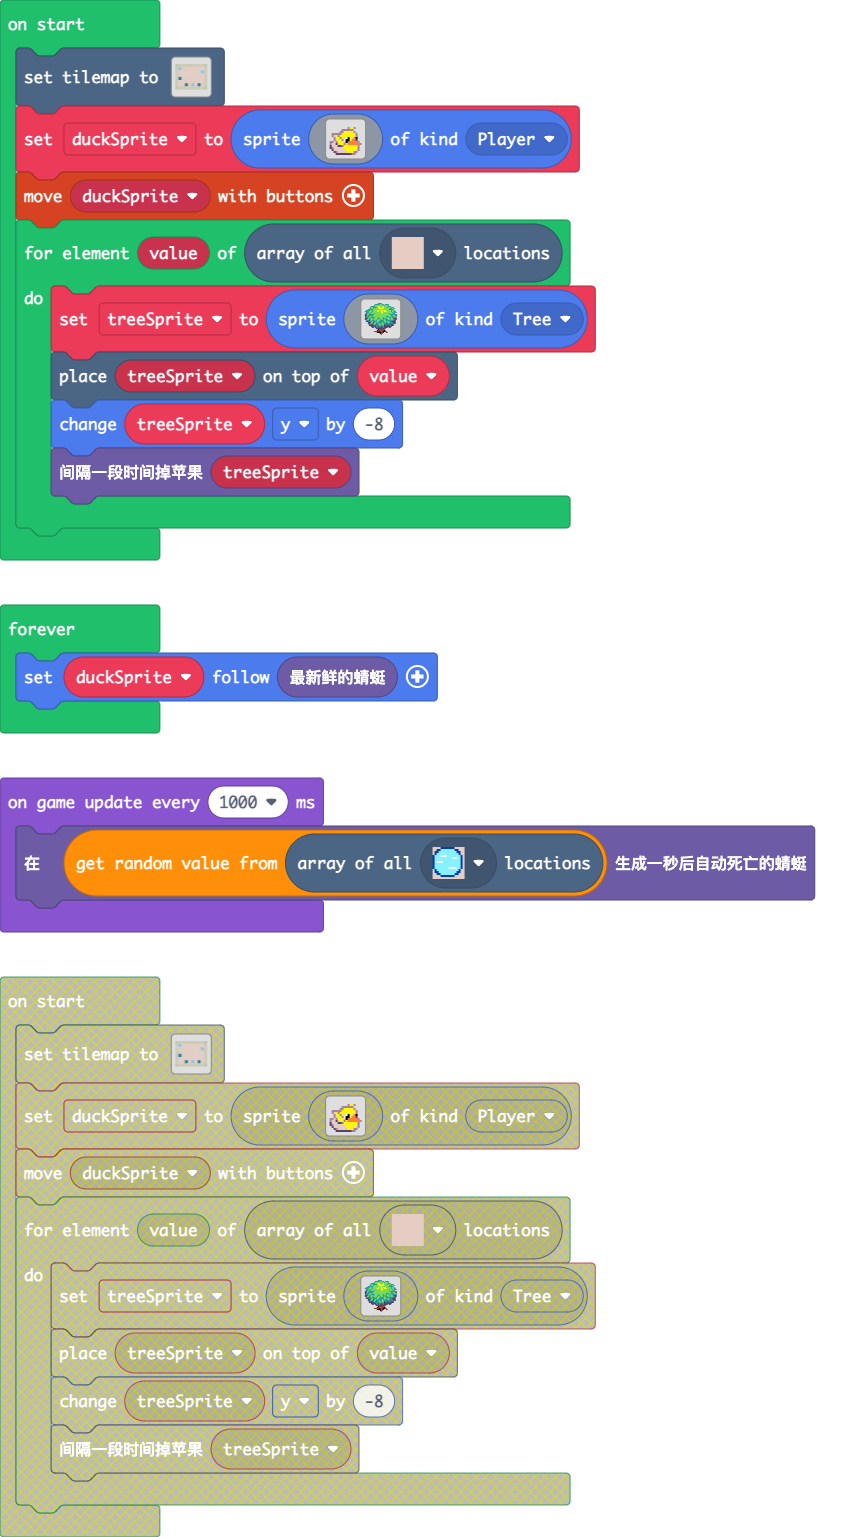 on start
set tilemap to
set duckSprite to sprite of kind Player
move duckSprite with buttons
for element value of array of all locations
do
set treeSprite to sprite of kind Tree
place treeSprite on top of value
change treeSprite y by -8
间隔一段时间掉苹果 treeSprite
forever
set duckSprite follow 最新鲜的蜻蜓
on game update every 1000 ms
在 get random value from array of all locations 生成一秒后自动死亡的蜻蜓
on start
set tilemap to
set duckSprite to sprite of kind Player
move duckSprite with buttons
for element value of array of all locations
do
set treeSprite to sprite of kind Tree
place treeSprite on top of value
change treeSprite y by -8
间隔一段时间掉苹果 treeSprite